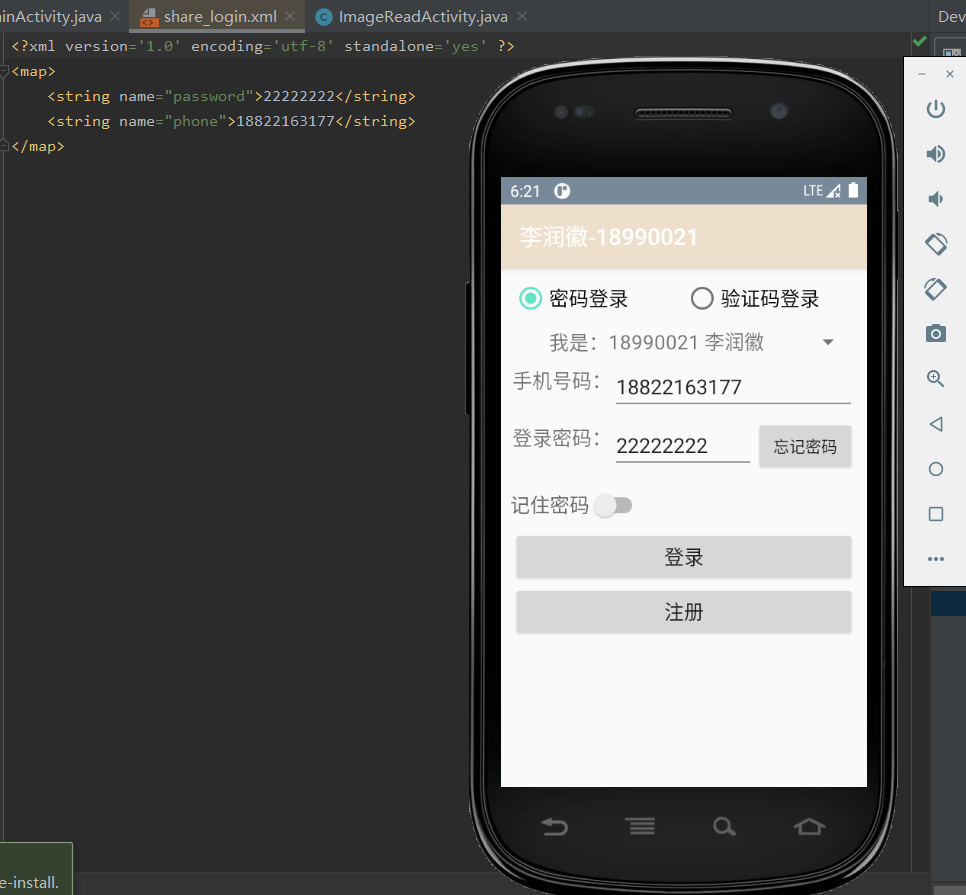 inActivity.java
share_login.xml
ImageReadActivity.java
Dev
<?xml version='1.0' encoding='utf-8' standalone='yes' ?>
<map>
<string name="password">22222222</string>
<string name="phone">18822163177</string>
</map>
6:21
LTE
李润徽-18990021
密码登录
验证码登录
我是：18990021 李润徽
手机号码：
18822163177
登录密码：
22222222
忘记密码
记住密码
登录
注册
e-install.